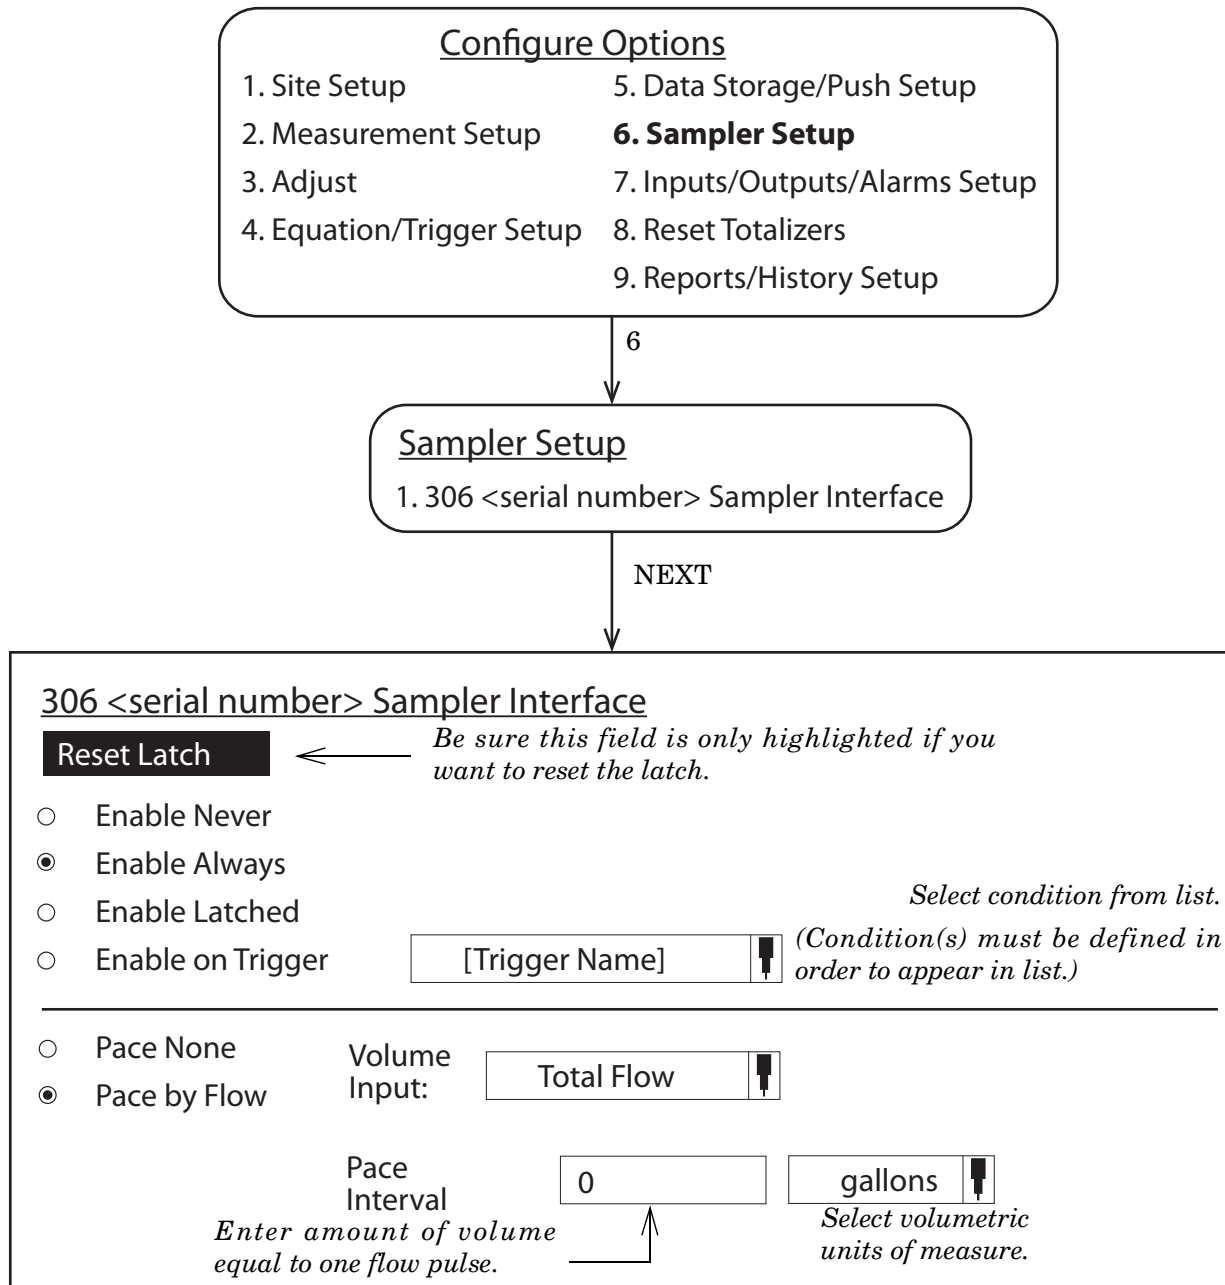 Configure Options
1. Site Setup
2. Measurement Setup
3. Adjust
4. Equation/Trigger Setup
5. Data Storage/Push Setup
6. Sampler Setup
7. Inputs/Outputs/Alarms Setup
8. Reset Totalizers
9. Reports/History Setup
6
Sampler Setup
1. 306 <serial number> Sampler Interface
NEXT
306 <serial number> Sampler Interface
Reset Latch
Be sure this field is only highlighted if you
want to reset the latch.
Enable Never
Enable Always
Enable Latched
Enable on Trigger
[Trigger Name]
Select condition from list.
(Condition(s) must be defined in
order to appear in list.)
Pace None
Pace by Flow
Volume
Input:
Total Flow
Pace
Interval
0
gallons
Enter amount of volume
equal to one flow pulse.
Select volumetric
units of measure.